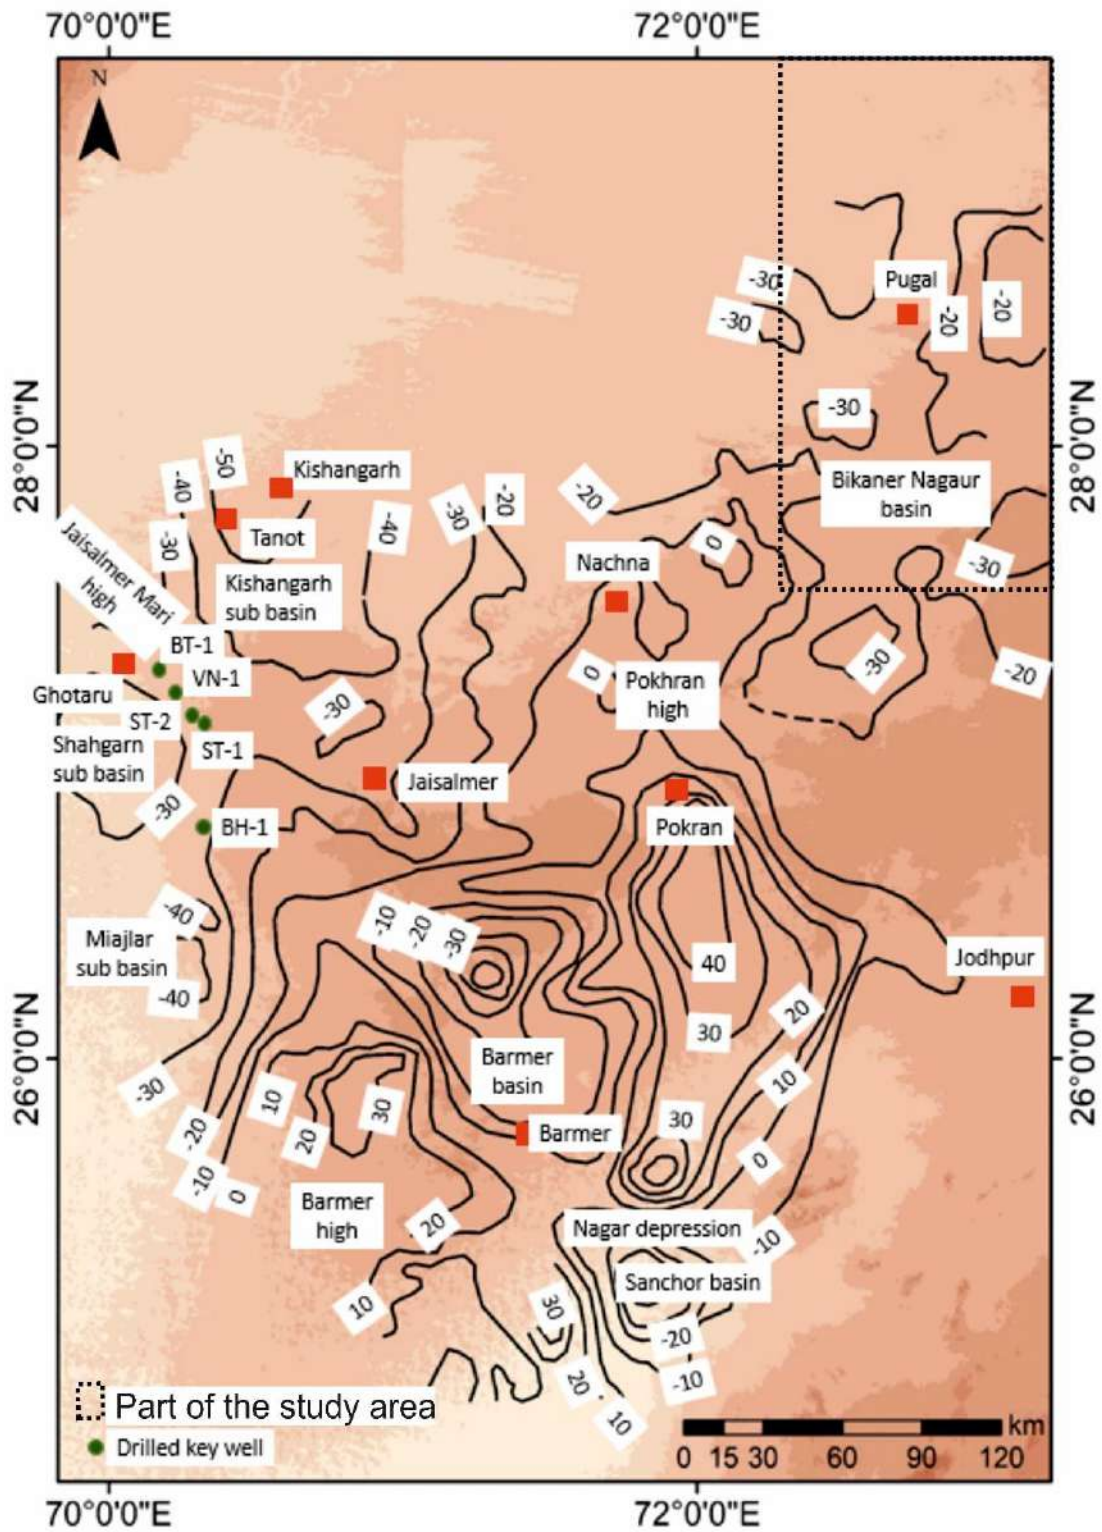 70°0'0"E
72°0'0"E
N
-30
Pugal
-30
-20
-20
28°0'0"N
28°0'0"N
-30
-50
Kishangarh
-40
-40
-30
-20
-20
Bikaner Nagaur
basin
Tanot
-30
0
Nachna
-30
Jaisalmer Mari
high
Kishangarh
sub basin
BT-1
VN-1
Ghotaru
ST-2
ST-1
Shahgarn
sub basin
-30
0
Pokhran
high
-30
-20
Jaisalmer
-30
BH-1
Pokran
-40
-10
-20
-30
Miajlar
sub basin
40
Jodhpur
-40
20
30
26°0'0"N
26°0'0"N
Barmer
basin
-30
10
30
10
20
30
Barmer
-20
-10
0
0
Barmer
high
20
Nagar depression
-10
Sanchor basin
10
30
-20
20
-10
10
Part of the study area
Drilled key well
km
0 15 30 60 90 120
70°0'0"E
72°0'0"E